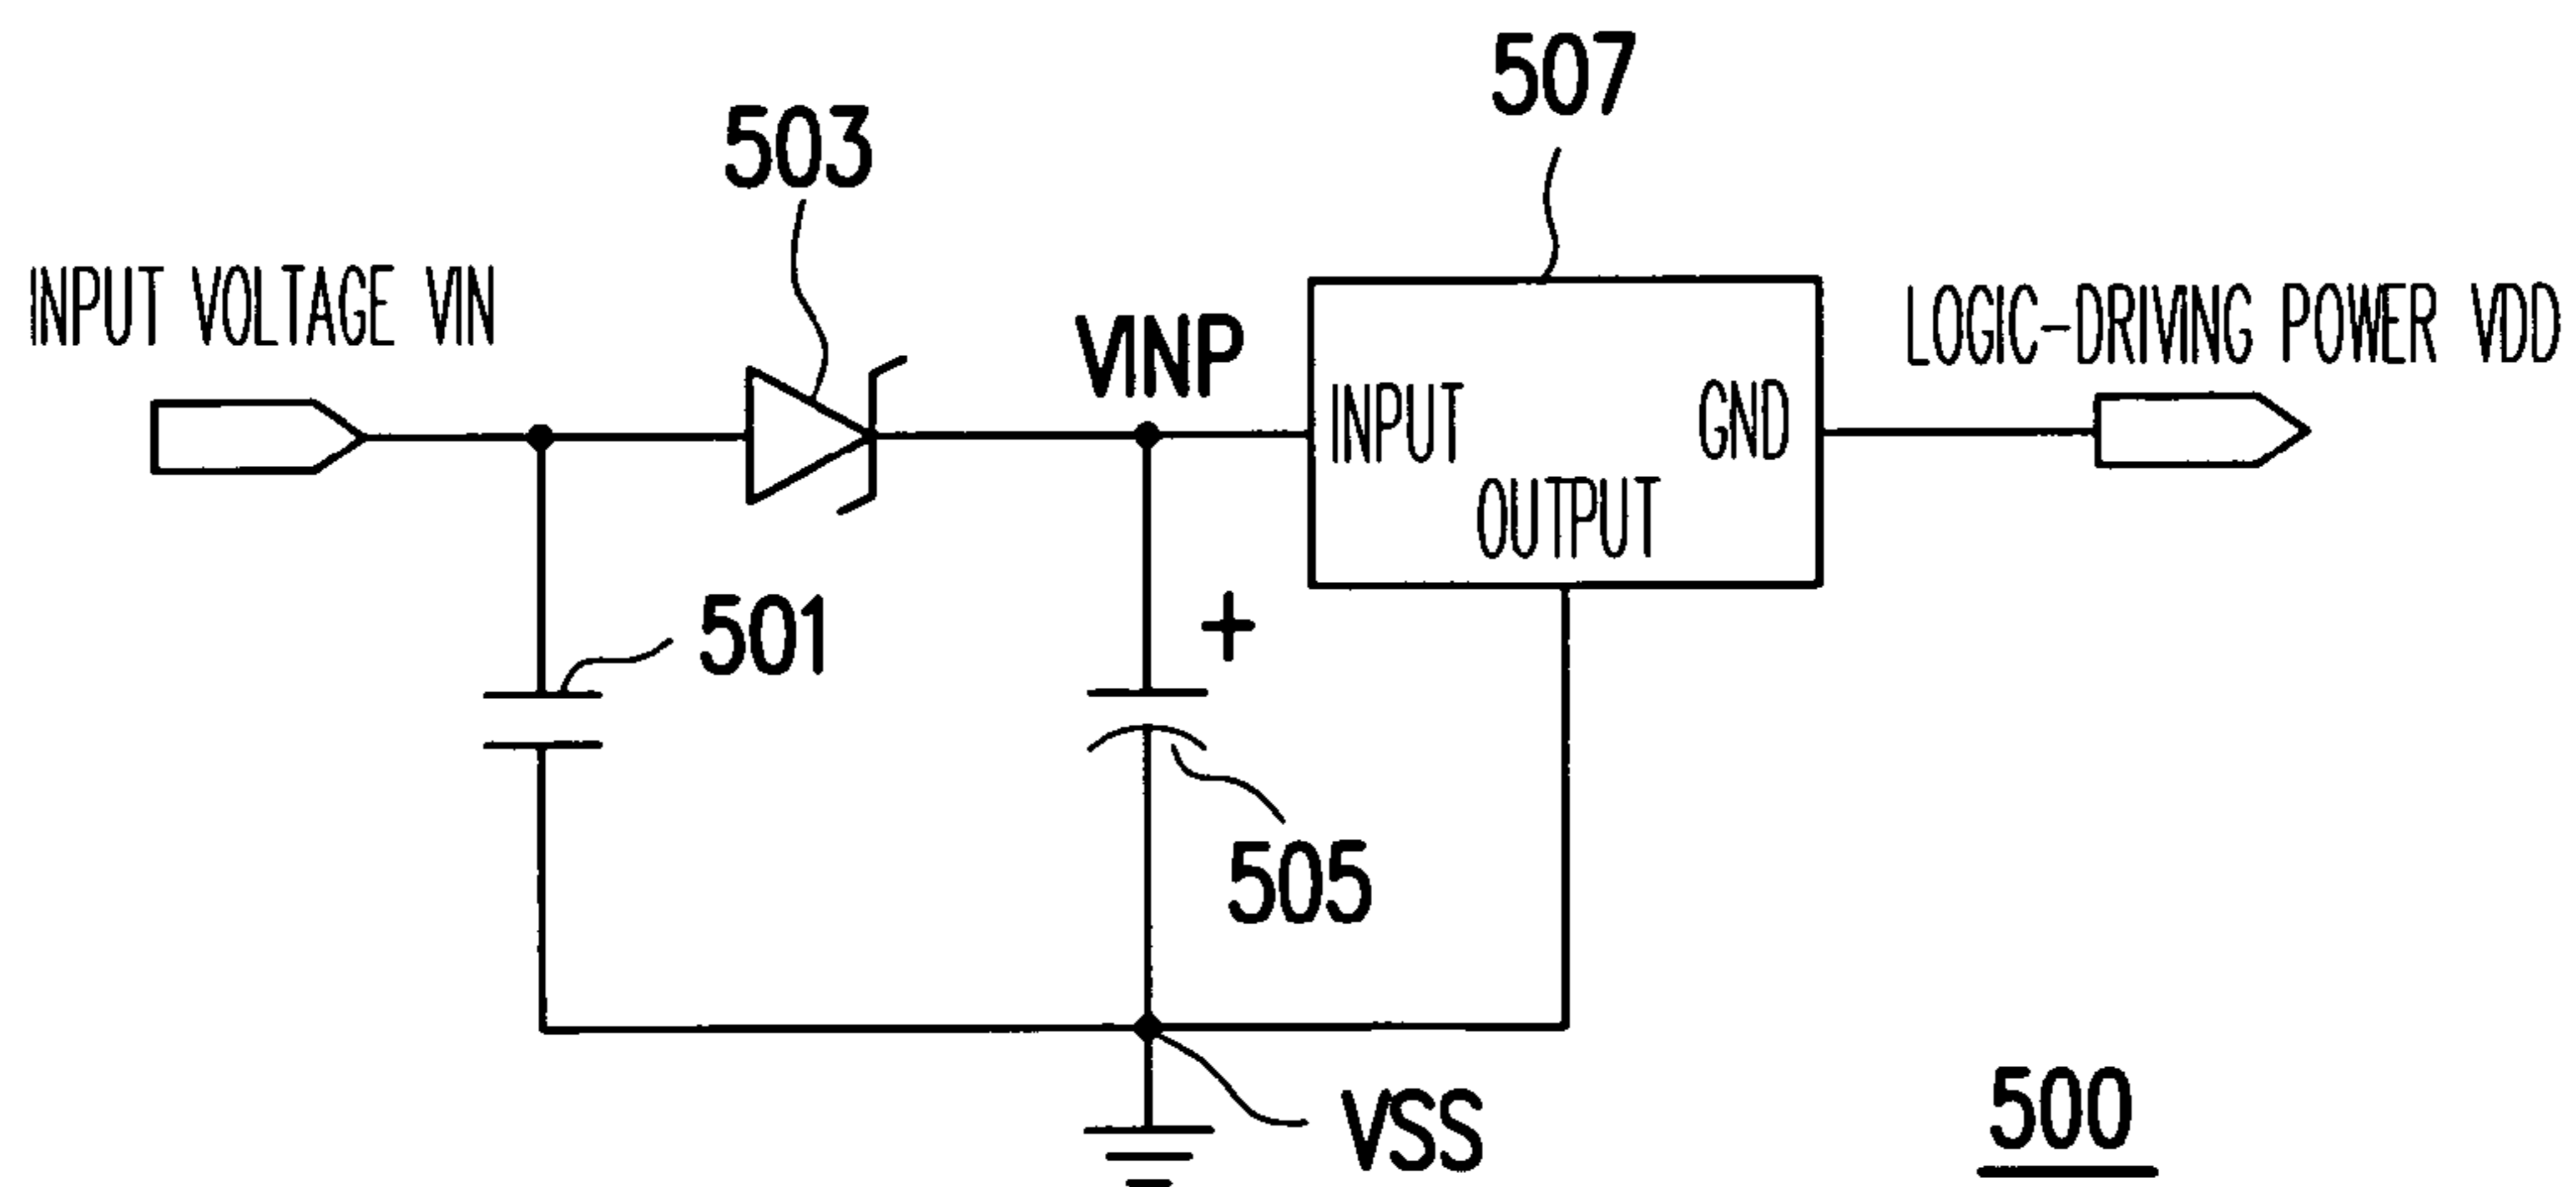 507
503
INPUT VOLTAGE VIN
LOGIC-DRIVING POWER VDD
VINP
INPUT
GND
OUTPUT
+
501
505
VSS
500